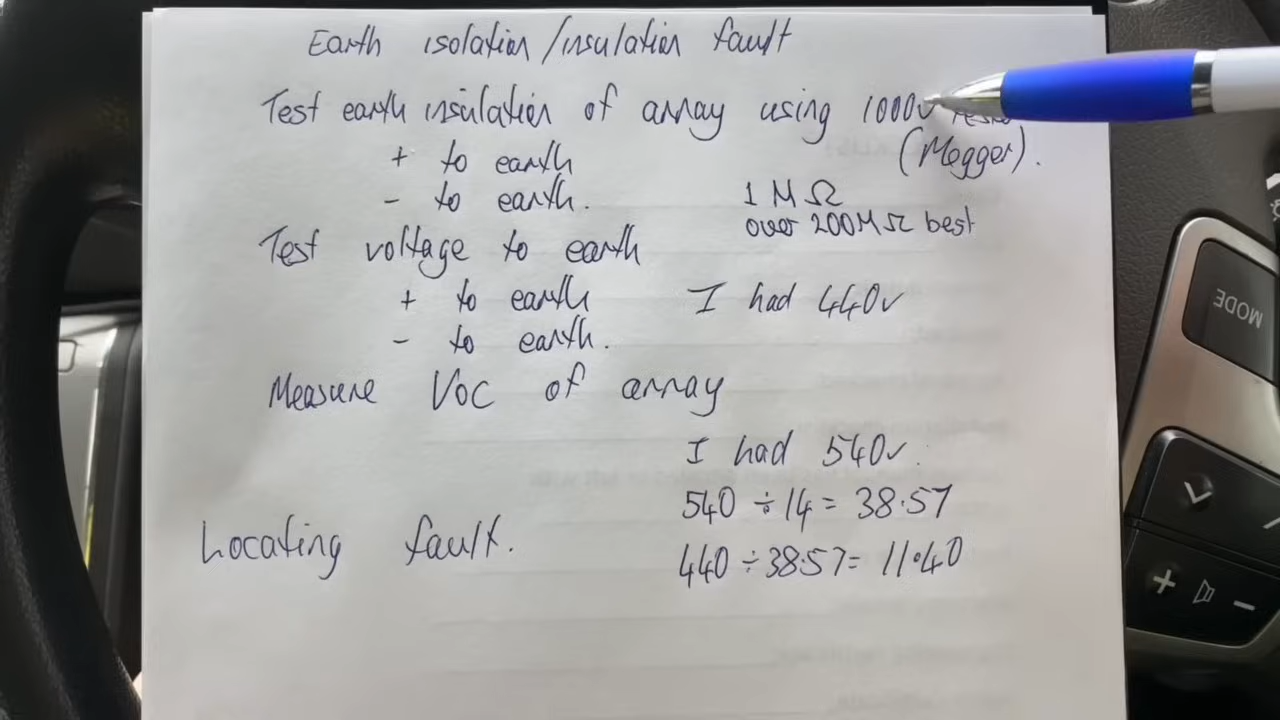 Earth isolation/insulation fault
Test earth insulation of array using 1000v
(Megger).
+ to earth
- to earth.
1 M Ω
over 200MΩ best
Test voltage to earth
+ to earth
I had 440v
- to earth.
Measure Voc of array
I had 540v.
540 ÷ 14 = 38.57
Locating fault.
440 ÷ 38.57 = 11.40
MODE